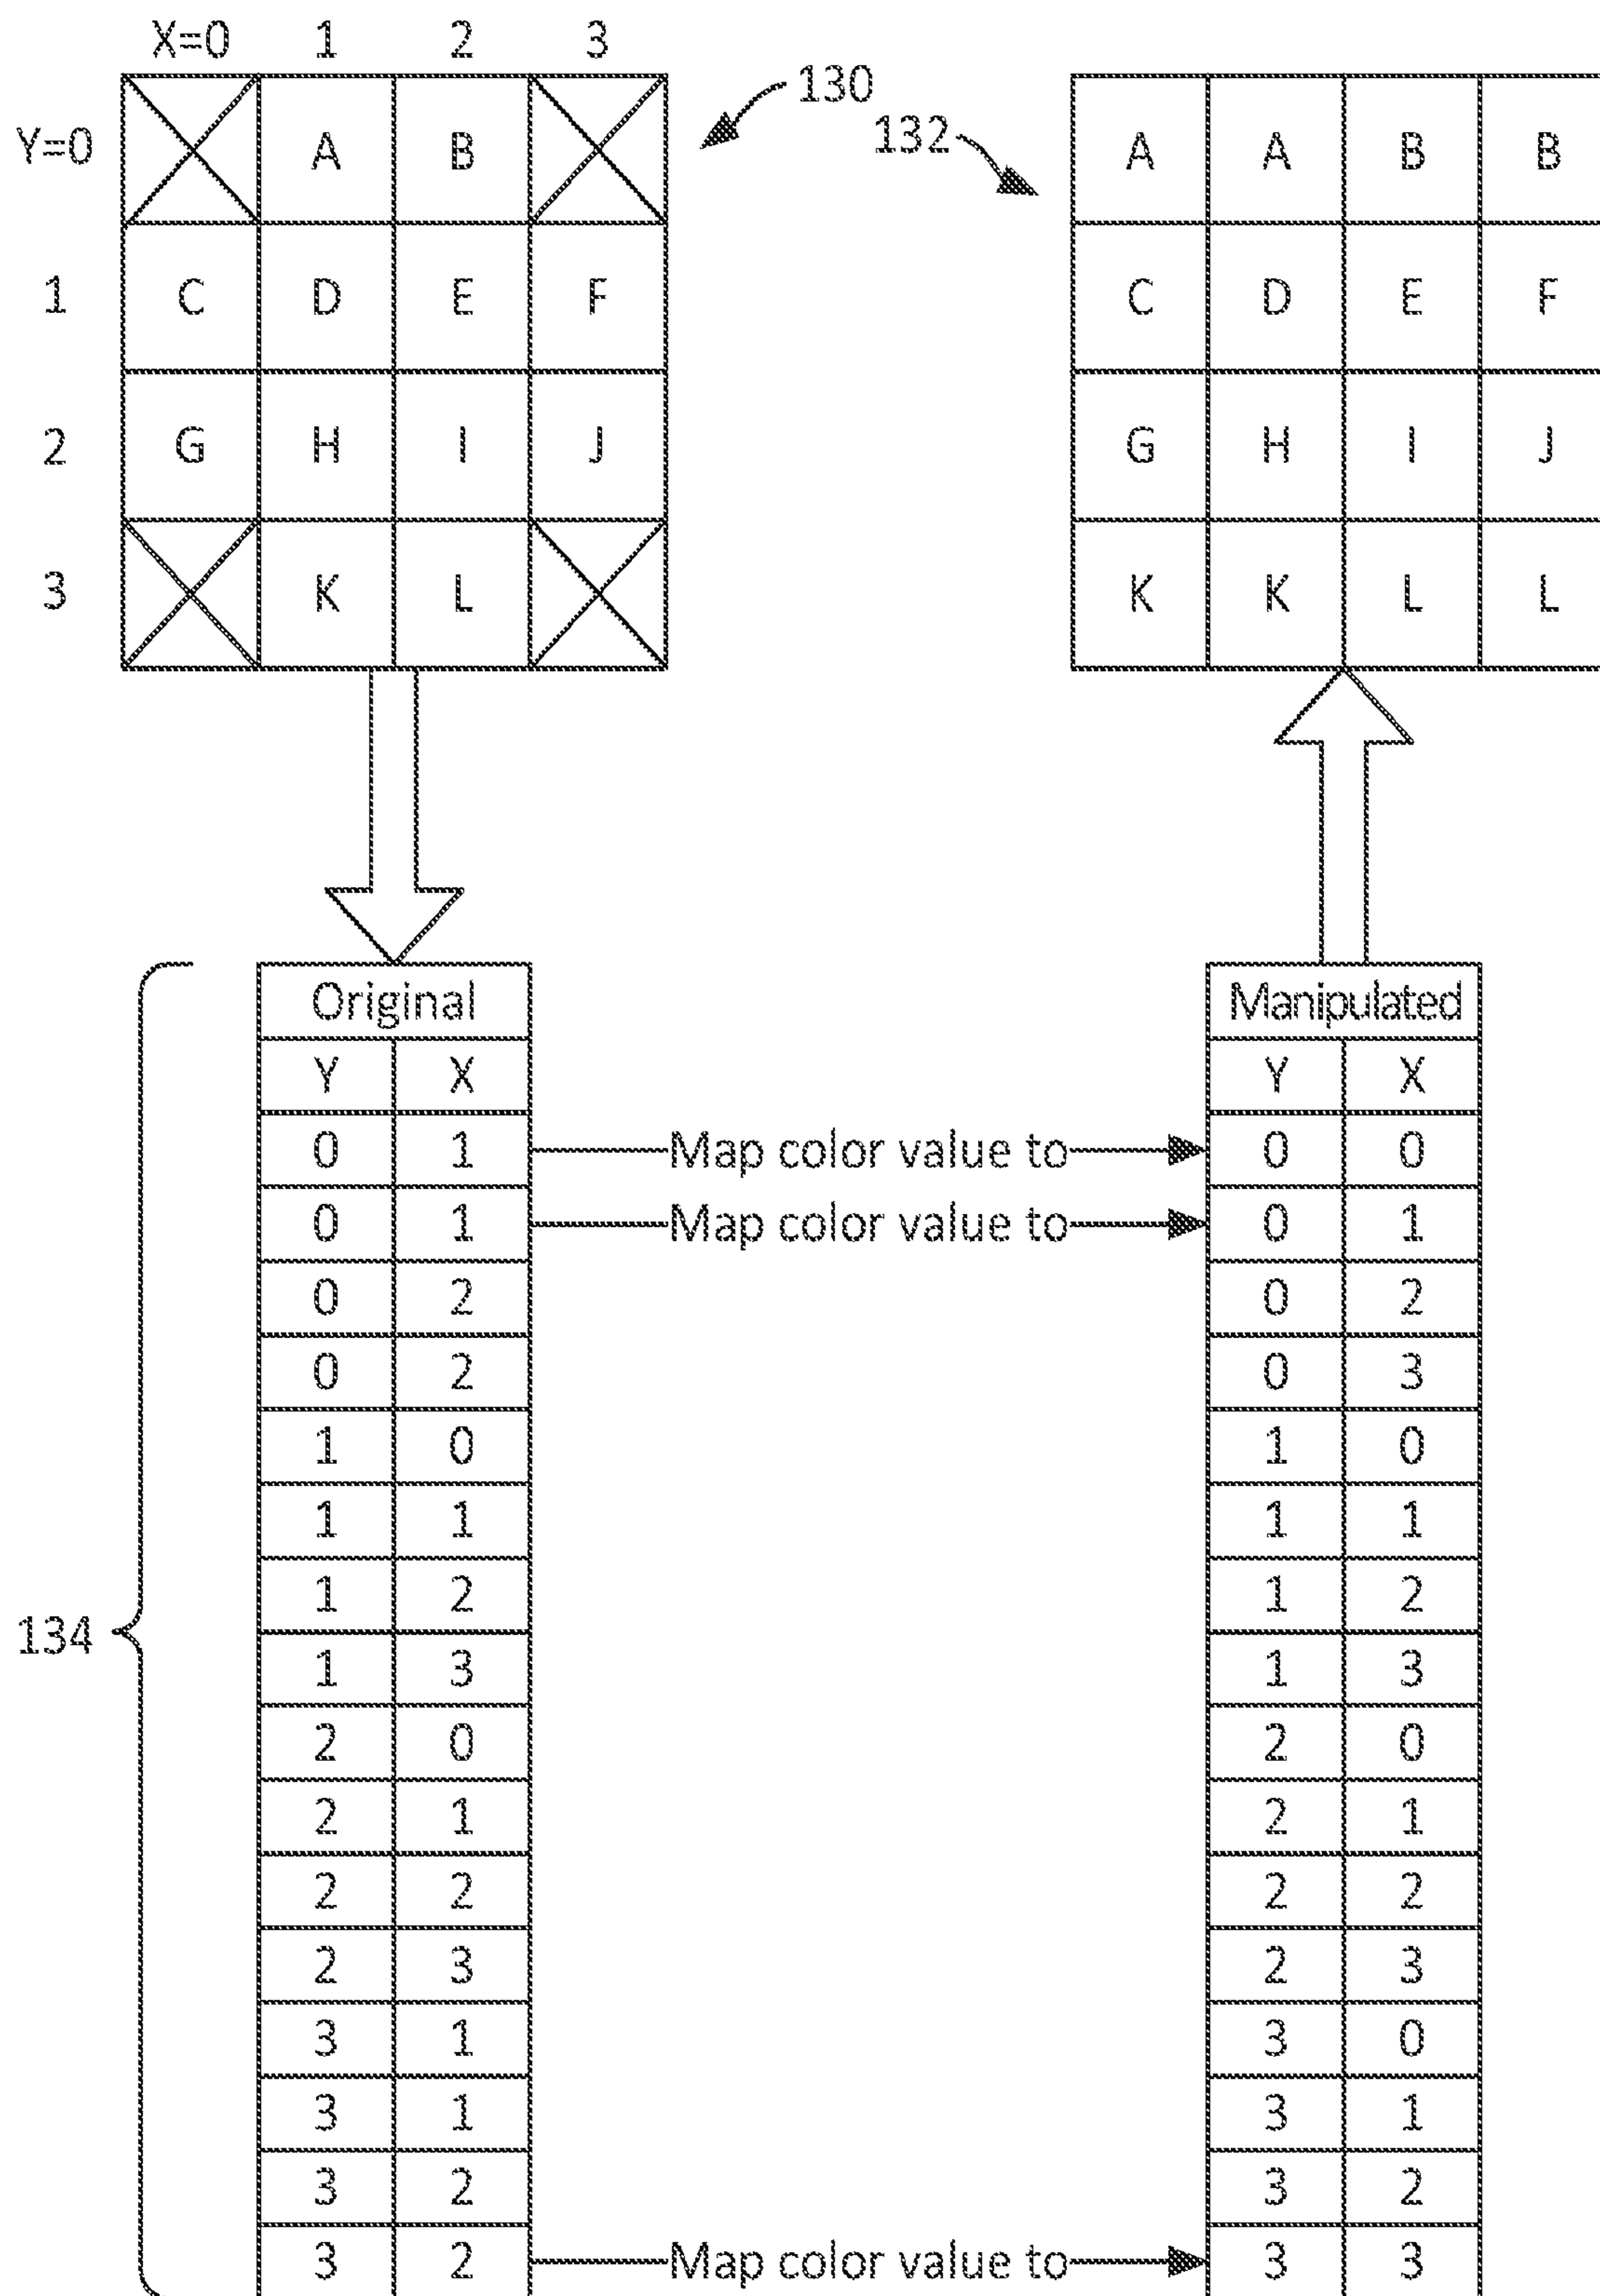 X=0 1 2 3
130
132
Y=0 A B A A B B
1 C D E F C D E F
2 G H I J G H I J
3 K L K K L L
Original Manipulated
Y X Y X
0 1 Map color value to 0 0
0 1 Map color value to 0 1
0 2 0 2
0 2 0 3
1 0 1 0
1 1 1 1
1 2 1 2
134
1 3 1 3
2 0 2 0
2 1 2 1
2 2 2 2
2 3 2 3
3 1 3 0
3 1 3 1
3 2 3 2
3 2 Map color value to 3 3